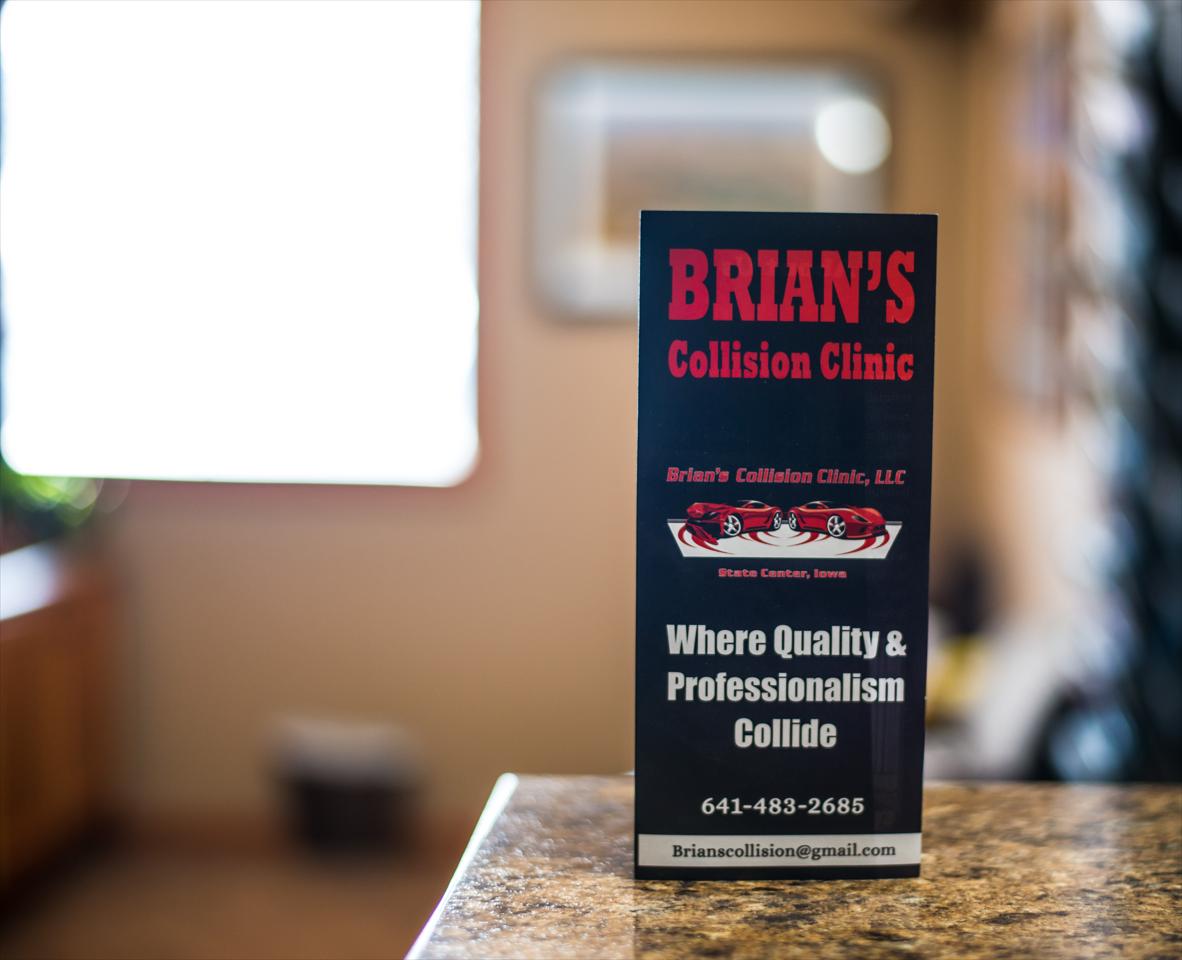 BRIAN'S
Collision Clinic
Brian's Collision Clinic, LLC
State Center, Iowa
Where Quality &
Professionalism
Collide
641-483-2685
Brianscollision@gmail.com